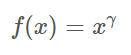 f(x) = x^γ